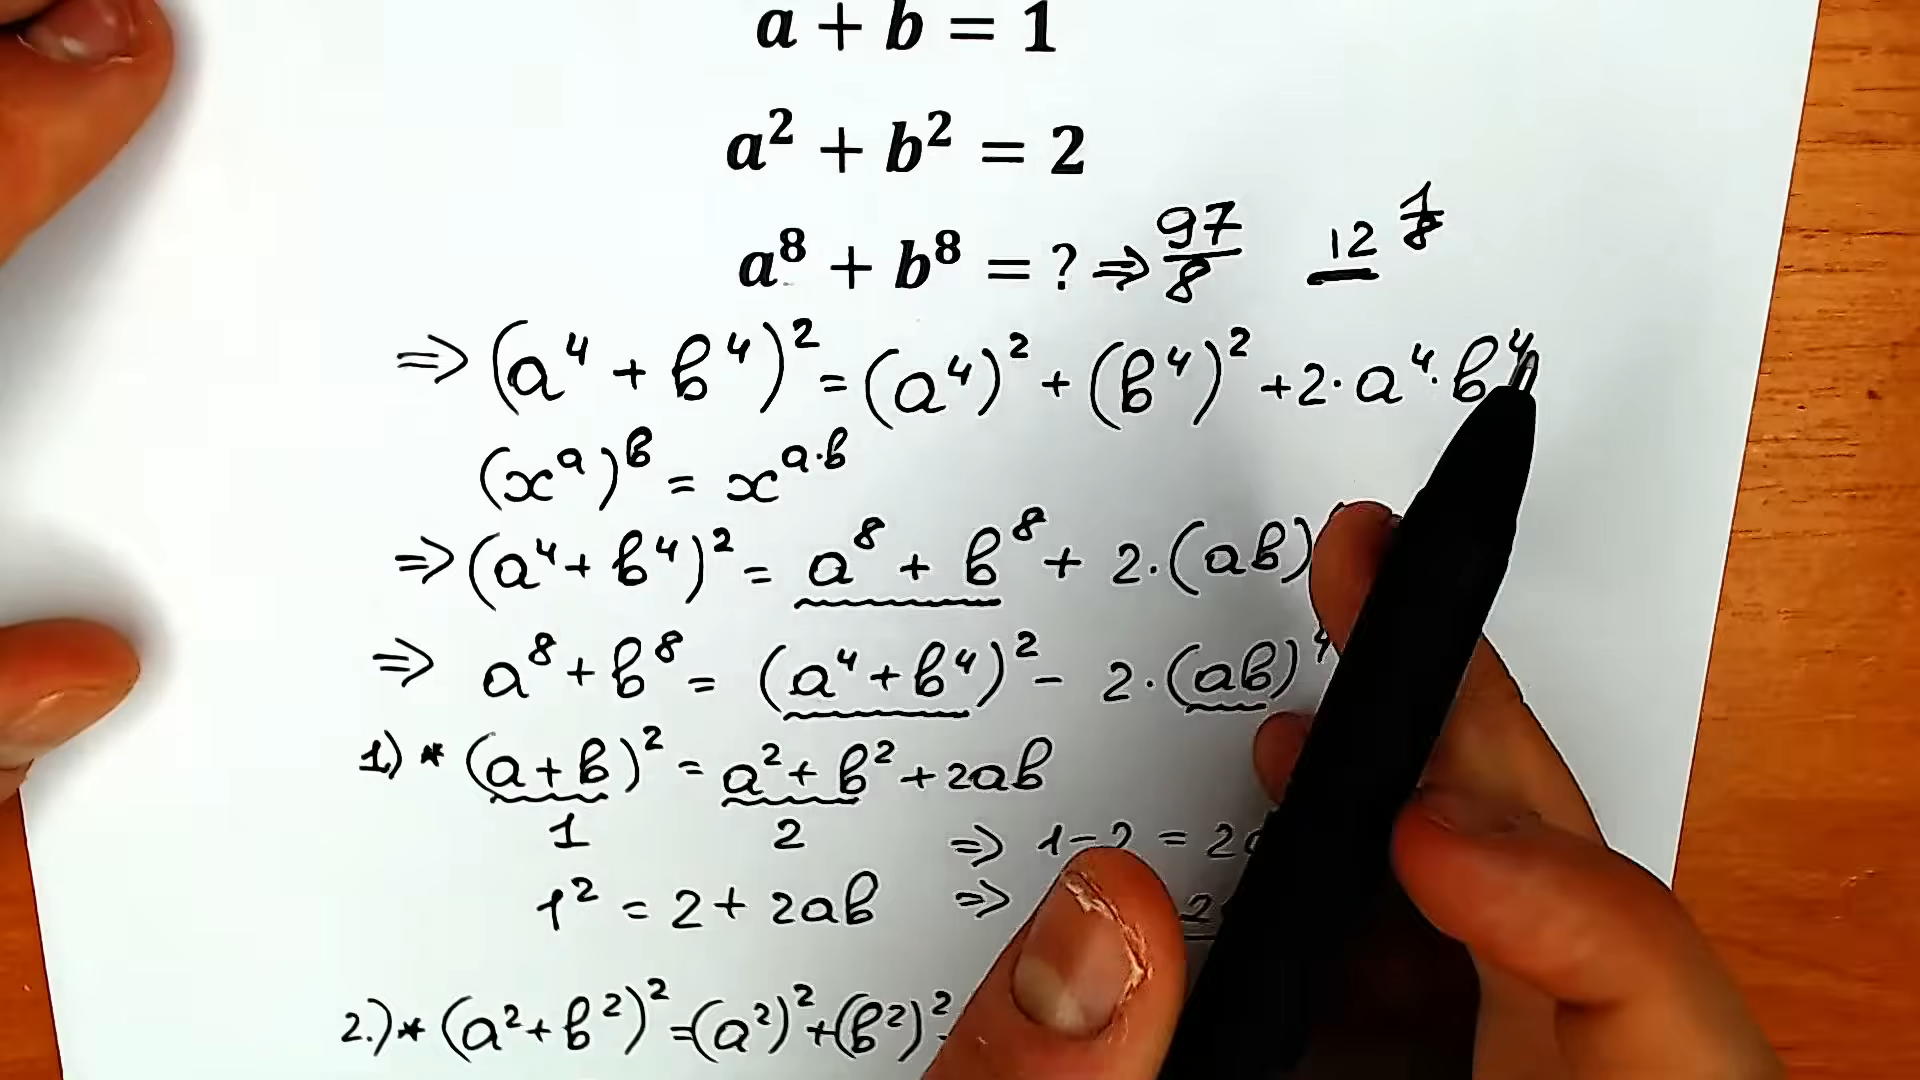 a + b = 1
a² + b² = 2
a⁸ + b⁸ = ? ⇒ 97/8 12 1/8
⇒ (a⁴ + b⁴)² = (a⁴)² + (b⁴)² + 2·a⁴·b⁴
(x^a)^b = x^(a·b)
⇒ (a⁴ + b⁴)² = a⁸ + b⁸ + 2·(ab)
⇒ a⁸ + b⁸ = (a⁴ + b⁴)² - 2·(ab)⁴
1) * (a + b)² = a² + b² + 2ab
1 2 ⇒ 1 - 2 = 2
1² = 2 + 2ab ⇒ 2
2.) * (a² + b²)² = (a²)² + (b²)²